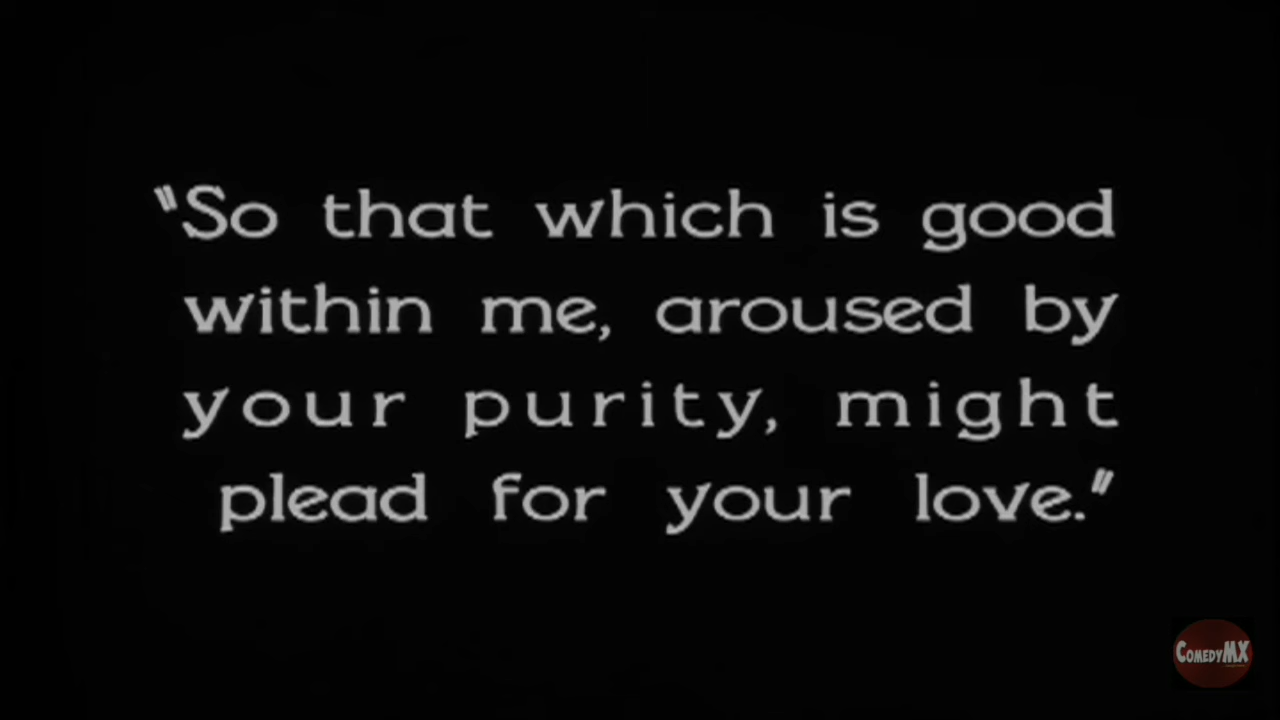 "So that which is good
within me, aroused by
your purity, might
plead for your love."
COMEDYMX